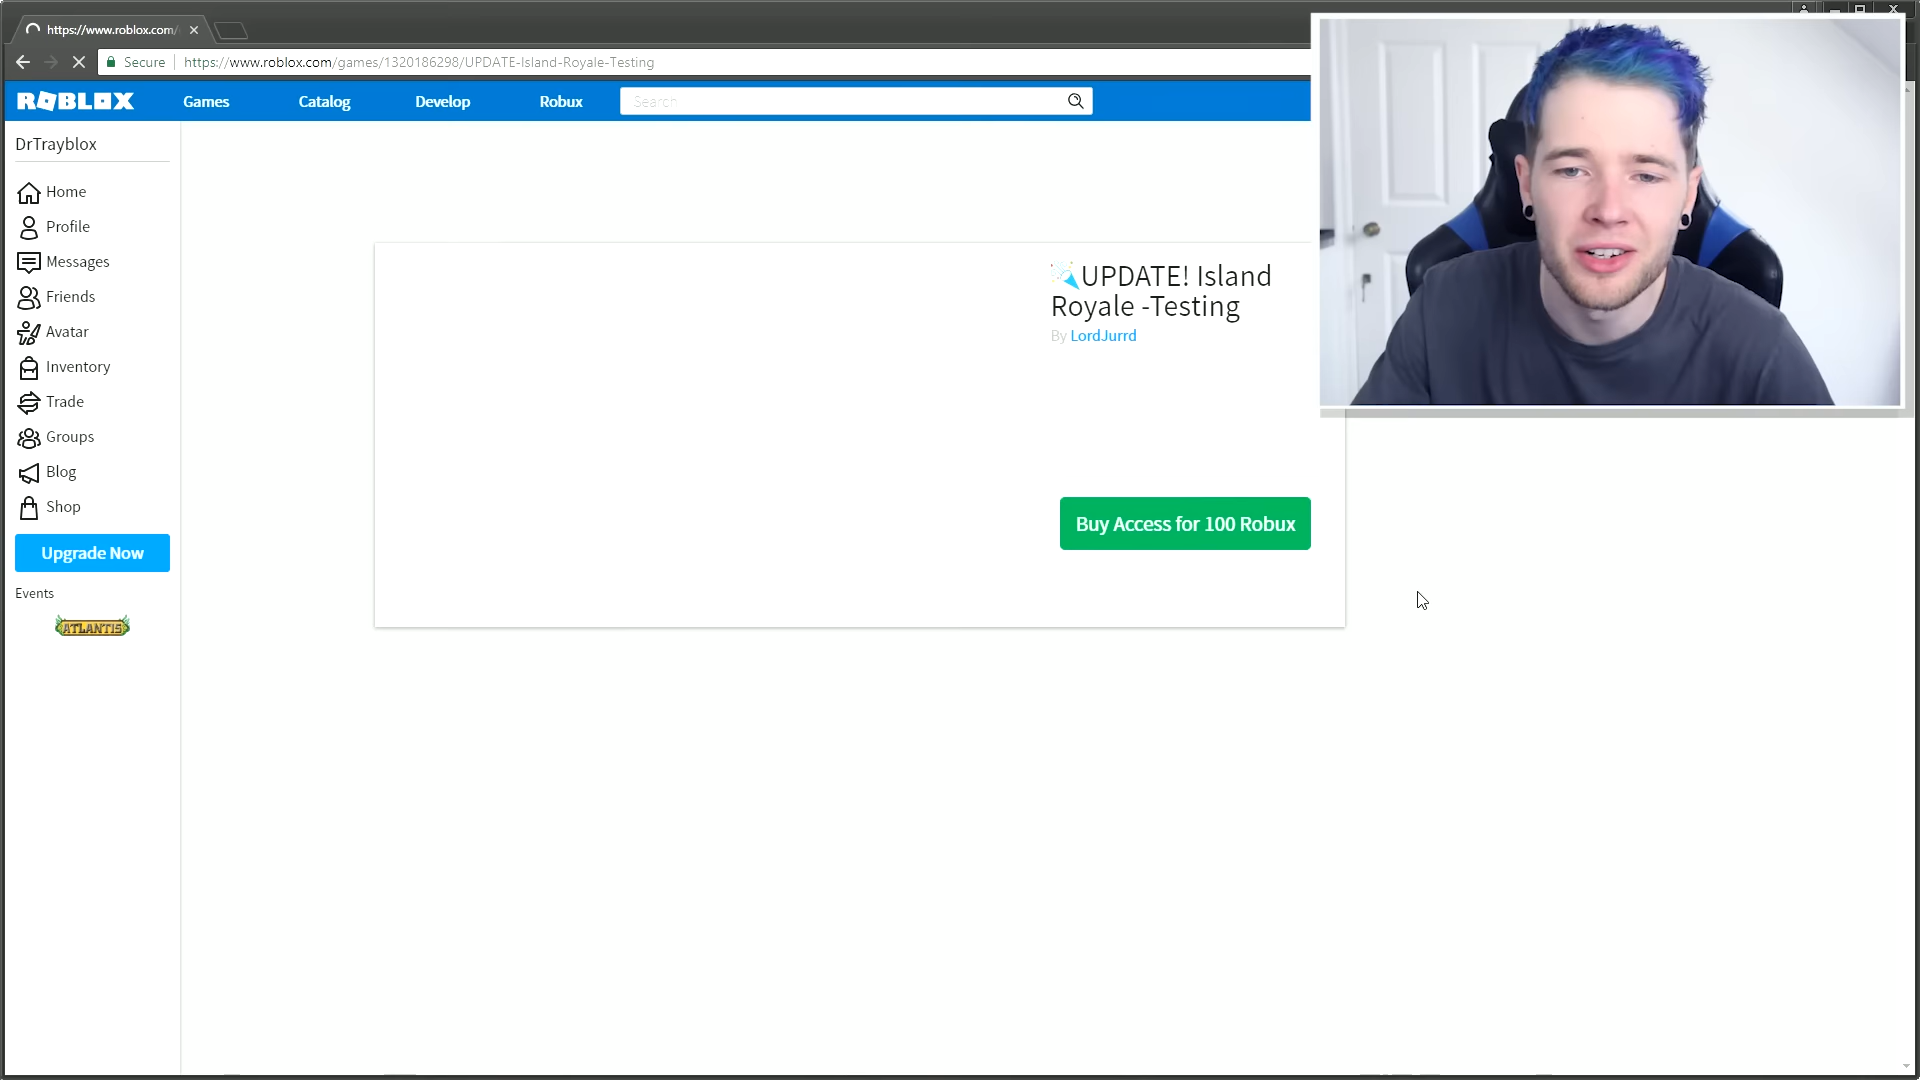 https://www.roblox.com/
Secure
https://www.roblox.com/games/1320186298/UPDATE-Island-Royale-Testing
ROBLOX
Games
Catalog
Develop
Robux
Search
DrTrayblox
Home
Profile
Messages
Friends
Avatar
Inventory
Trade
Groups
Blog
Shop
Upgrade Now
Events
ATLANTIS
UPDATE! Island
Royale -Testing
By LordJurrd
Buy Access for 100 Robux